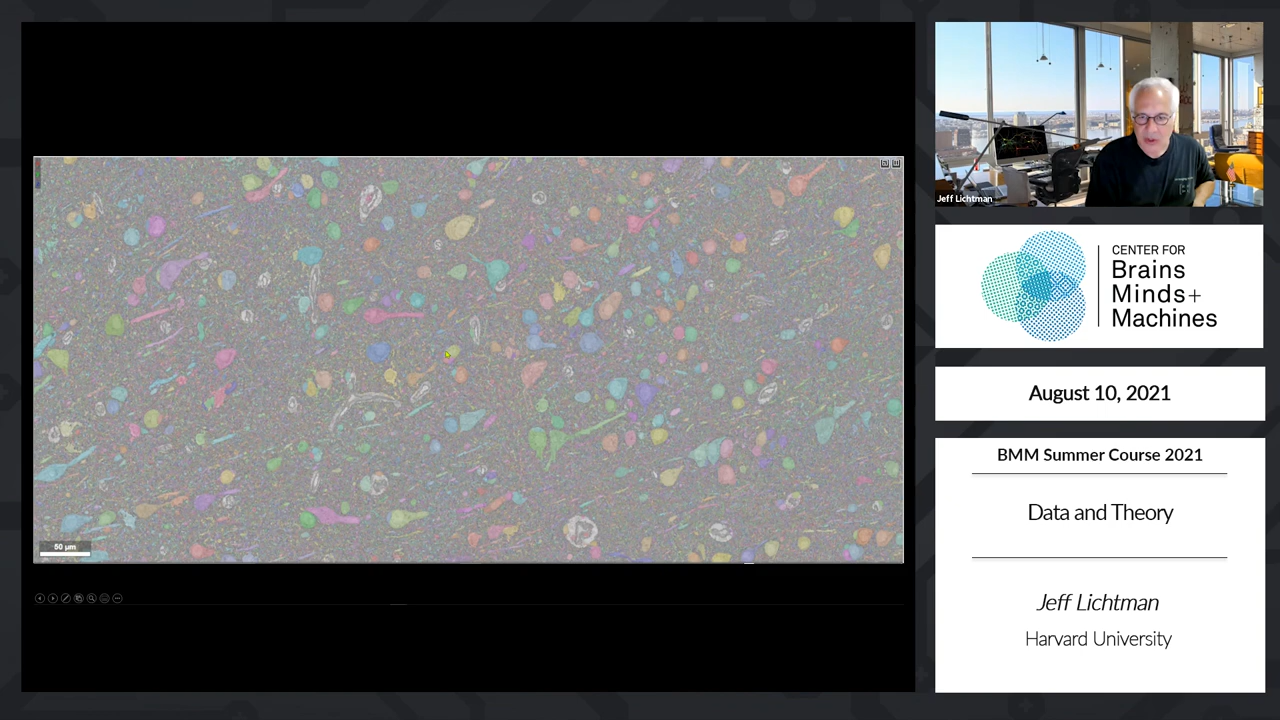 50 µm
Jeff Lichtman
CENTER FOR
Brains
Minds+
Machines
August 10, 2021
BMM Summer Course 2021
Data and Theory
Jeff Lichtman
Harvard University